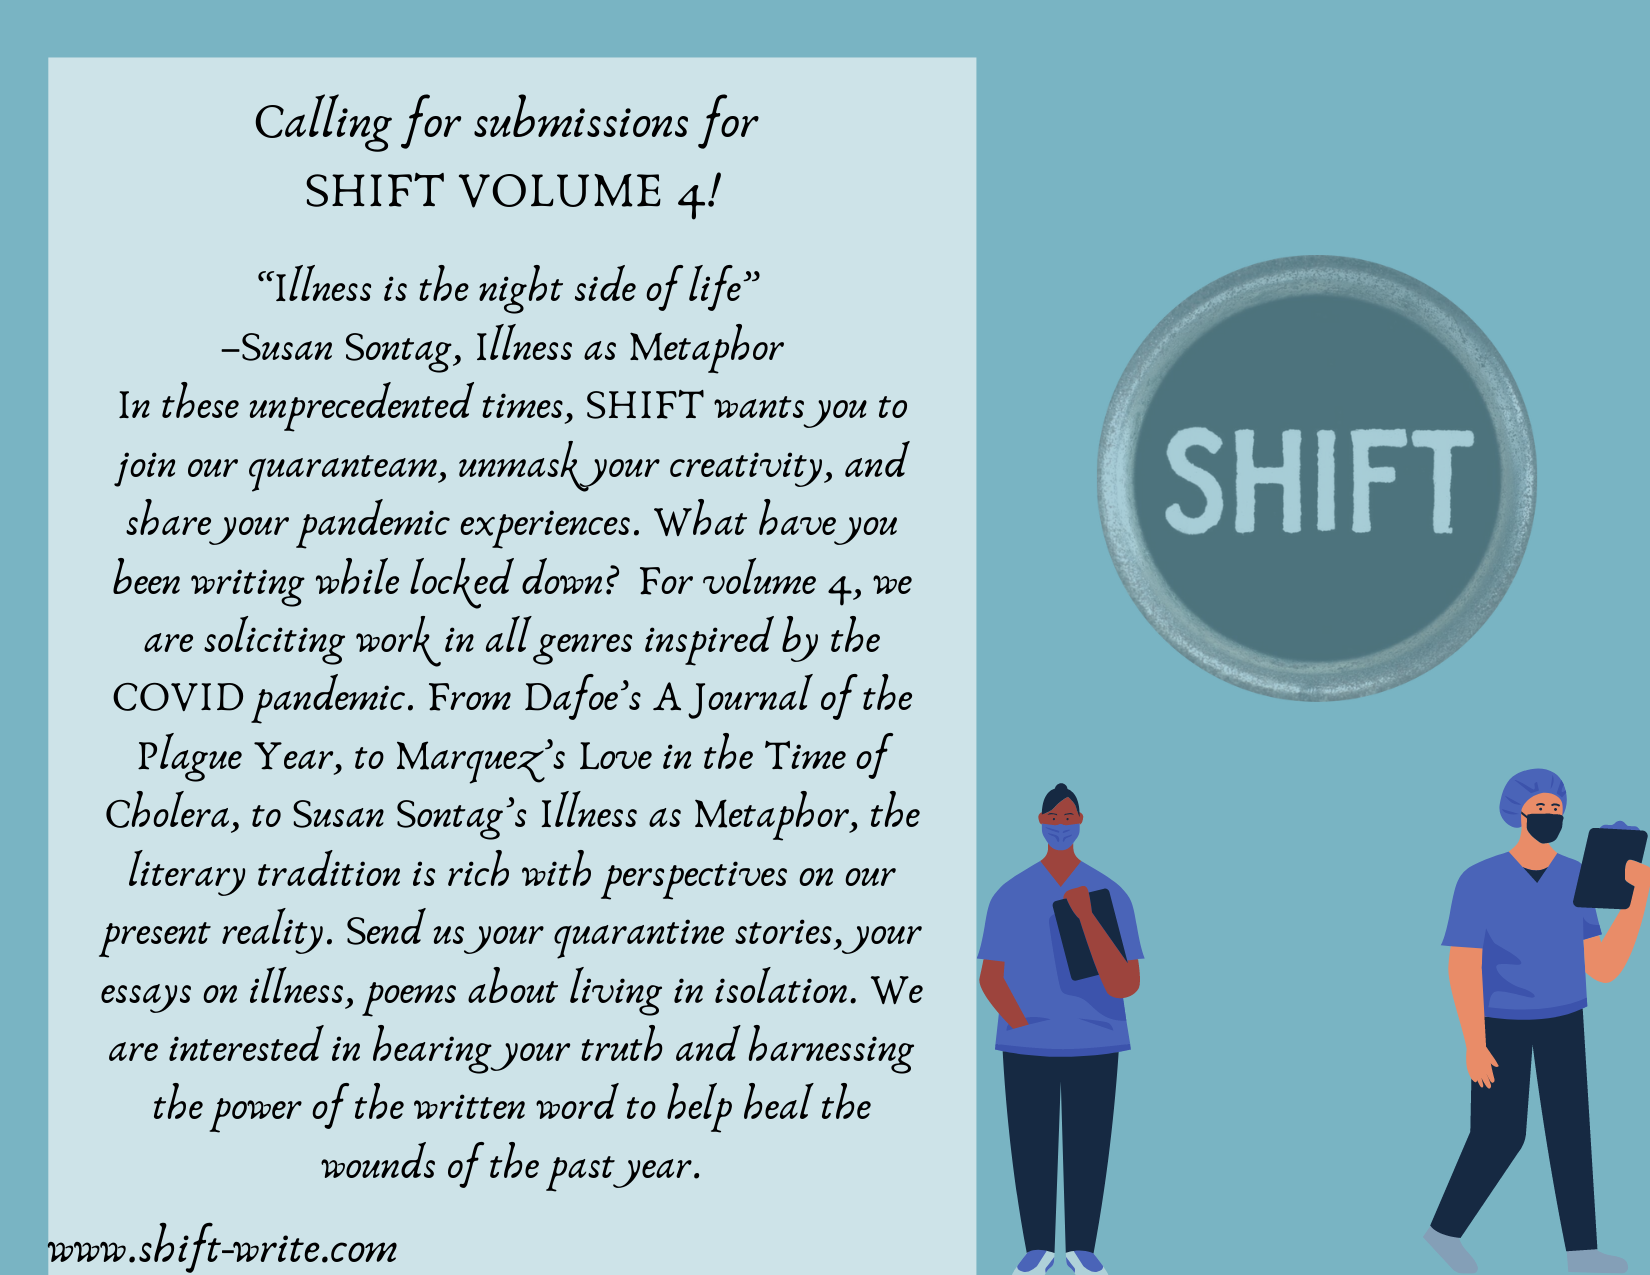 Calling for submissions for
SHIFT VOLUME 4!
“Illness is the night side of life”
–Susan Sontag, Illness as Metaphor
In these unprecedented times, SHIFT wants you to
join our quaranteam, unmask your creativity, and
share your pandemic experiences. What have you
been writing while locked down?  For volume 4, we
are soliciting work in all genres inspired by the
COVID pandemic. From Dafoe’s A Journal of the
Plague Year, to Marquez’s Love in the Time of
Cholera, to Susan Sontag’s Illness as Metaphor, the
literary tradition is rich with perspectives on our
present reality. Send us your quarantine stories, your
essays on illness, poems about living in isolation. We
are interested in hearing your truth and harnessing
the power of the written word to help heal the
wounds of the past year.
www.shift-write.com
SHIFT